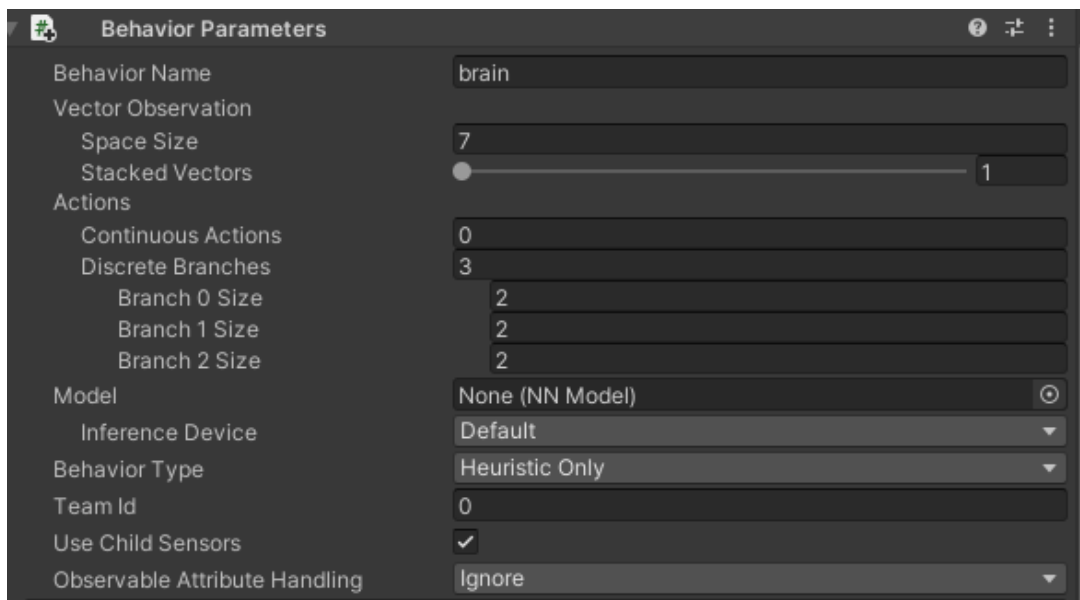 Behavior Parameters
Behavior Name brain
Vector Observation
Space Size 7
Stacked Vectors 1
Actions
Continuous Actions 0
Discrete Branches 3
Branch 0 Size 2
Branch 1 Size 2
Branch 2 Size 2
Model None (NN Model)
Inference Device Default
Behavior Type Heuristic Only
Team Id 0
Use Child Sensors
Observable Attribute Handling Ignore